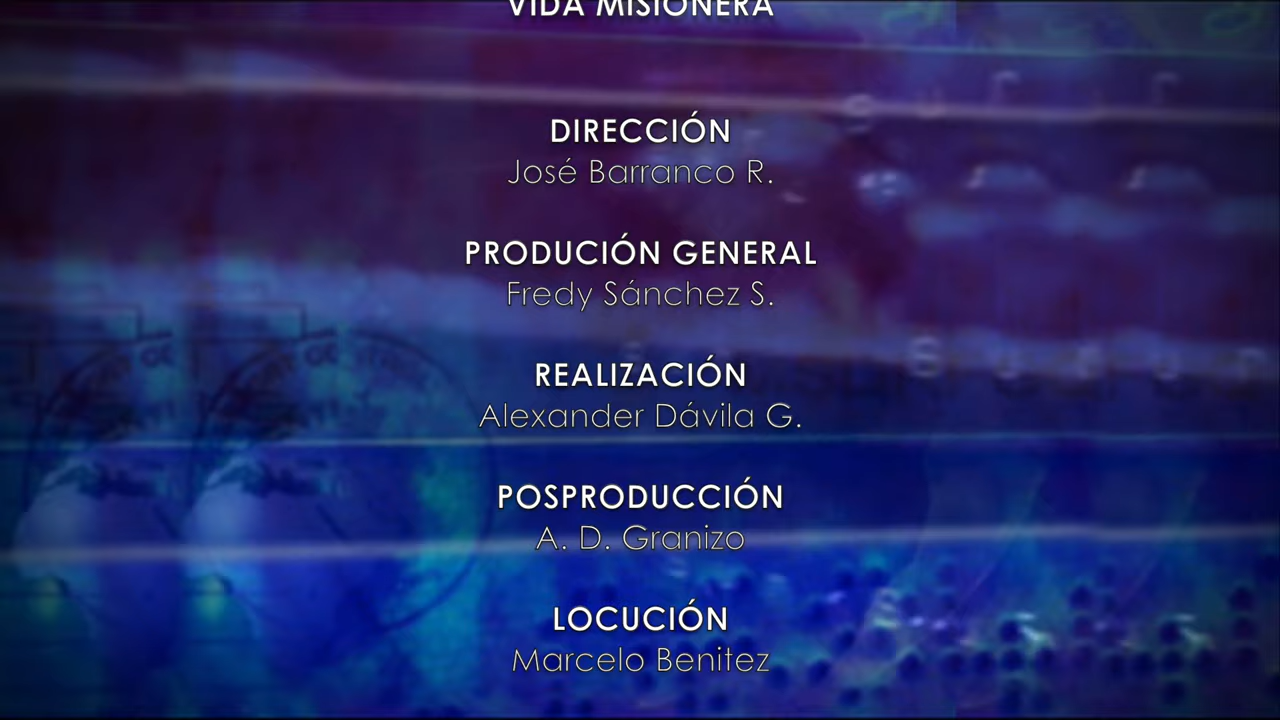 VIDA MISIONERA
DIRECCIÓN
José Barranco R.
PRODUCIÓN GENERAL
Fredy Sánchez S.
REALIZACIÓN
Alexander Dávila G.
POSPRODUCCIÓN
A. D. Granizo
LOCUCIÓN
Marcelo Benitez